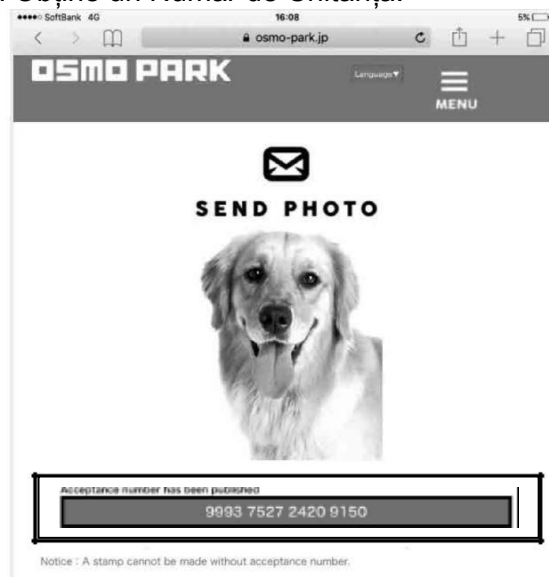 SoftBank 4G 16:08 5%
osmo-park.jp
OSMO PARK
Language▼
MENU
SEND PHOTO
Acceptance number has been published
9993 7527 2420 9150
Notice : A stamp cannot be made without acceptance number.